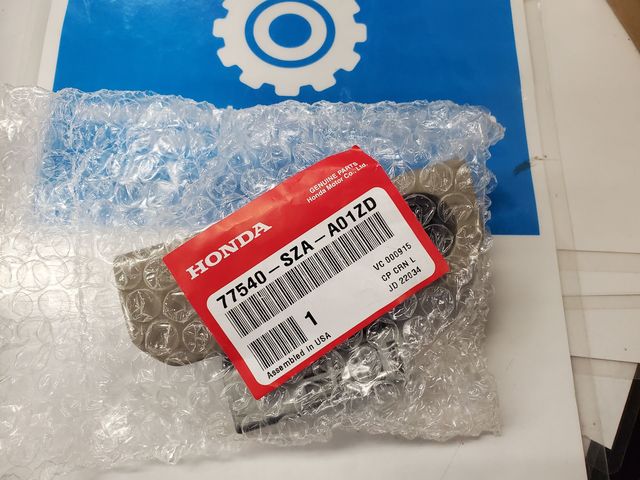 GENUINE PARTS
Honda Motor Co., Ltd.
HONDA
77540-SZA-A01ZD
VC 000915
CP CRN L
JD 22034
1
Assembled in USA